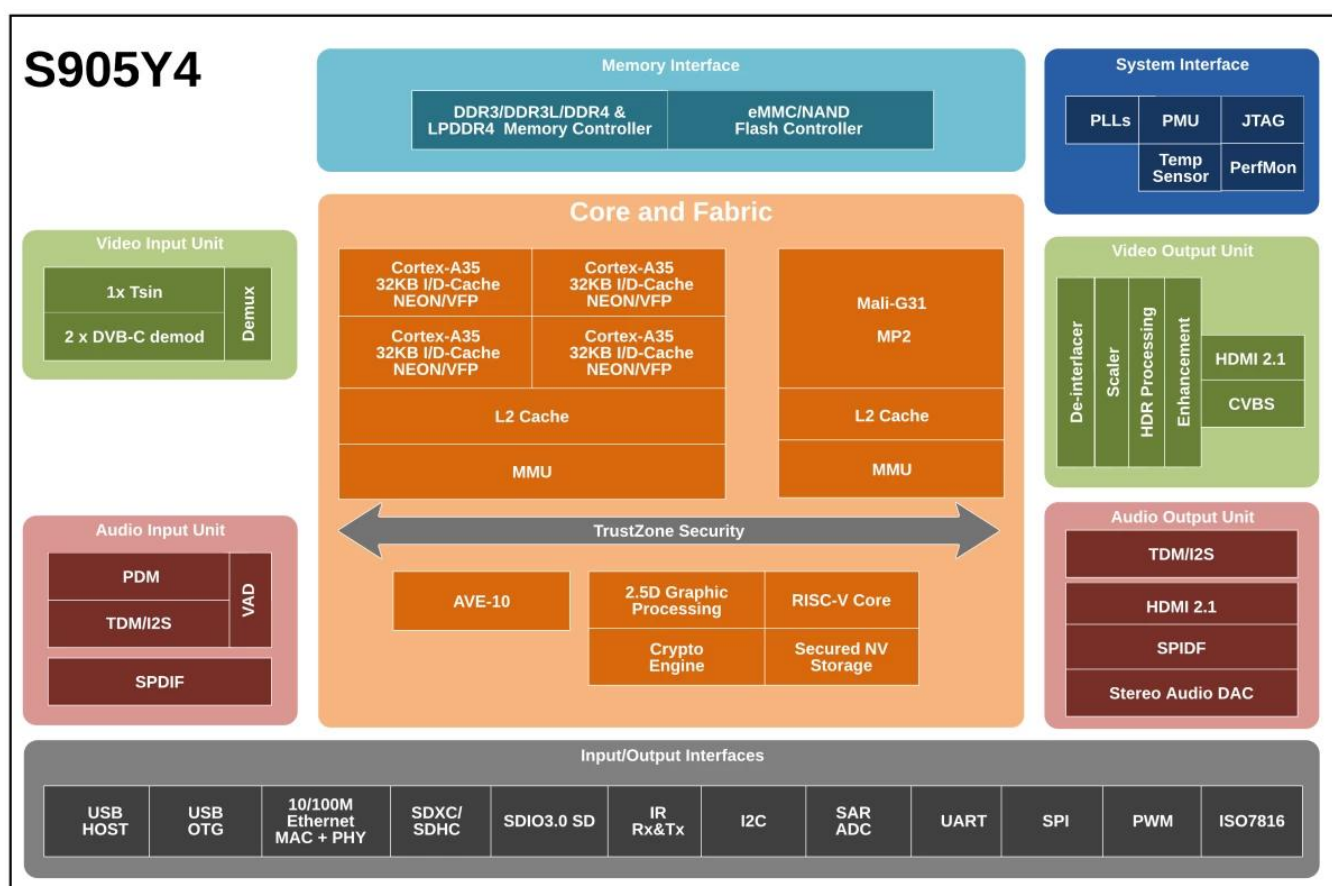 S905Y4
Memory Interface
DDR3/DDR3L/DDR4 &
LPDDR4 Memory Controller
eMMC/NAND
Flash Controller
System Interface
PLLs
PMU
JTAG
Temp
Sensor
PerfMon
Video Input Unit
1x Tsin
2 x DVB-C demod
Demux
Core and Fabric
Cortex-A35
32KB I/D-Cache
NEON/VFP
Cortex-A35
32KB I/D-Cache
NEON/VFP
Cortex-A35
32KB I/D-Cache
NEON/VFP
Cortex-A35
32KB I/D-Cache
NEON/VFP
L2 Cache
MMU
Mali-G31
MP2
L2 Cache
MMU
TrustZone Security
AVE-10
2.5D Graphic
Processing
RISC-V Core
Crypto
Engine
Secured NV
Storage
Video Output Unit
De-interlacer
Scaler
HDR Processing
Enhancement
HDMI 2.1
CVBS
Audio Input Unit
PDM
TDM/I2S
VAD
SPDIF
Audio Output Unit
TDM/I2S
HDMI 2.1
SPIDF
Stereo Audio DAC
Input/Output Interfaces
USB
HOST
USB
OTG
10/100M
Ethernet
MAC + PHY
SDXC/
SDHC
SDIO3.0 SD
IR
Rx&Tx
I2C
SAR
ADC
UART
SPI
PWM
ISO7816